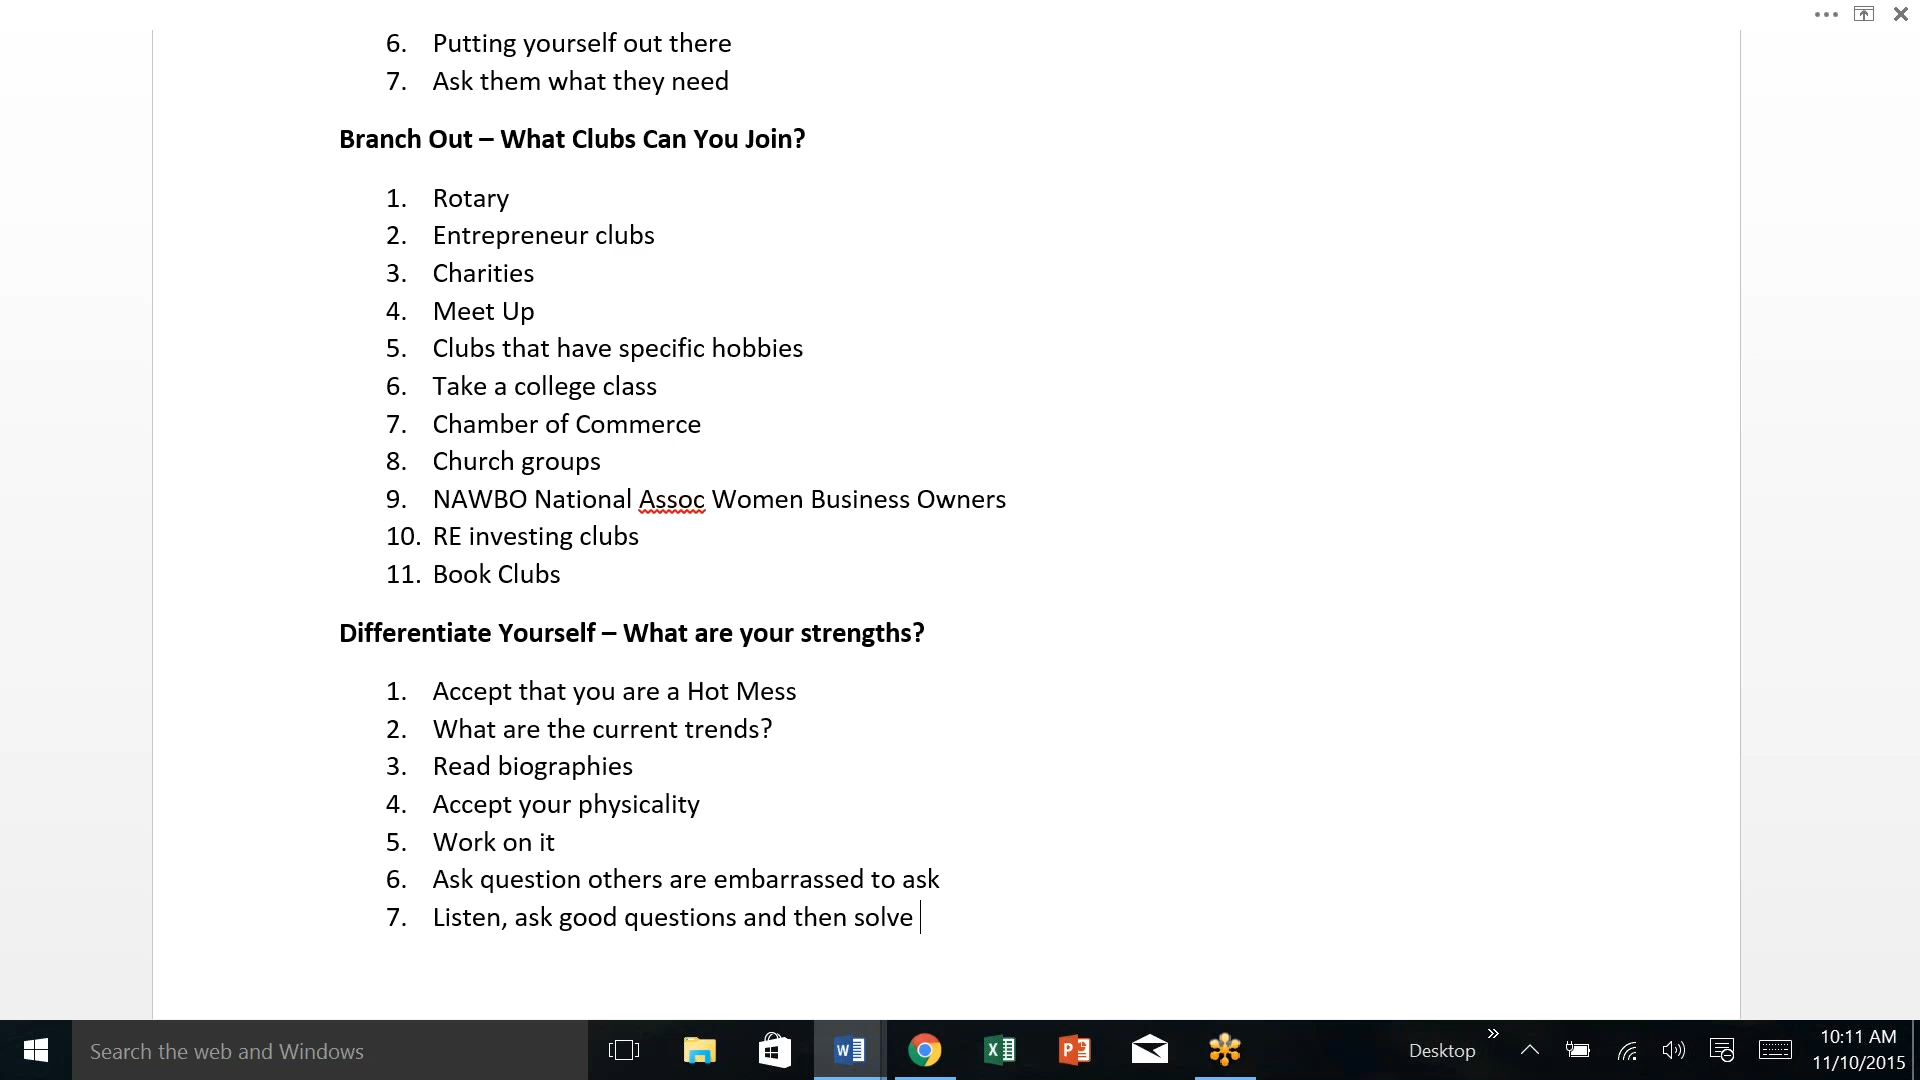 6. Putting yourself out there
7. Ask them what they need
Branch Out – What Clubs Can You Join?
1. Rotary
2. Entrepreneur clubs
3. Charities
4. Meet Up
5. Clubs that have specific hobbies
6. Take a college class
7. Chamber of Commerce
8. Church groups
9. NAWBO National Assoc Women Business Owners
10. RE investing clubs
11. Book Clubs
Differentiate Yourself – What are your strengths?
1. Accept that you are a Hot Mess
2. What are the current trends?
3. Read biographies
4. Accept your physicality
5. Work on it
6. Ask question others are embarrassed to ask
7. Listen, ask good questions and then solve
Search the web and Windows
Desktop
10:11 AM
11/10/2015